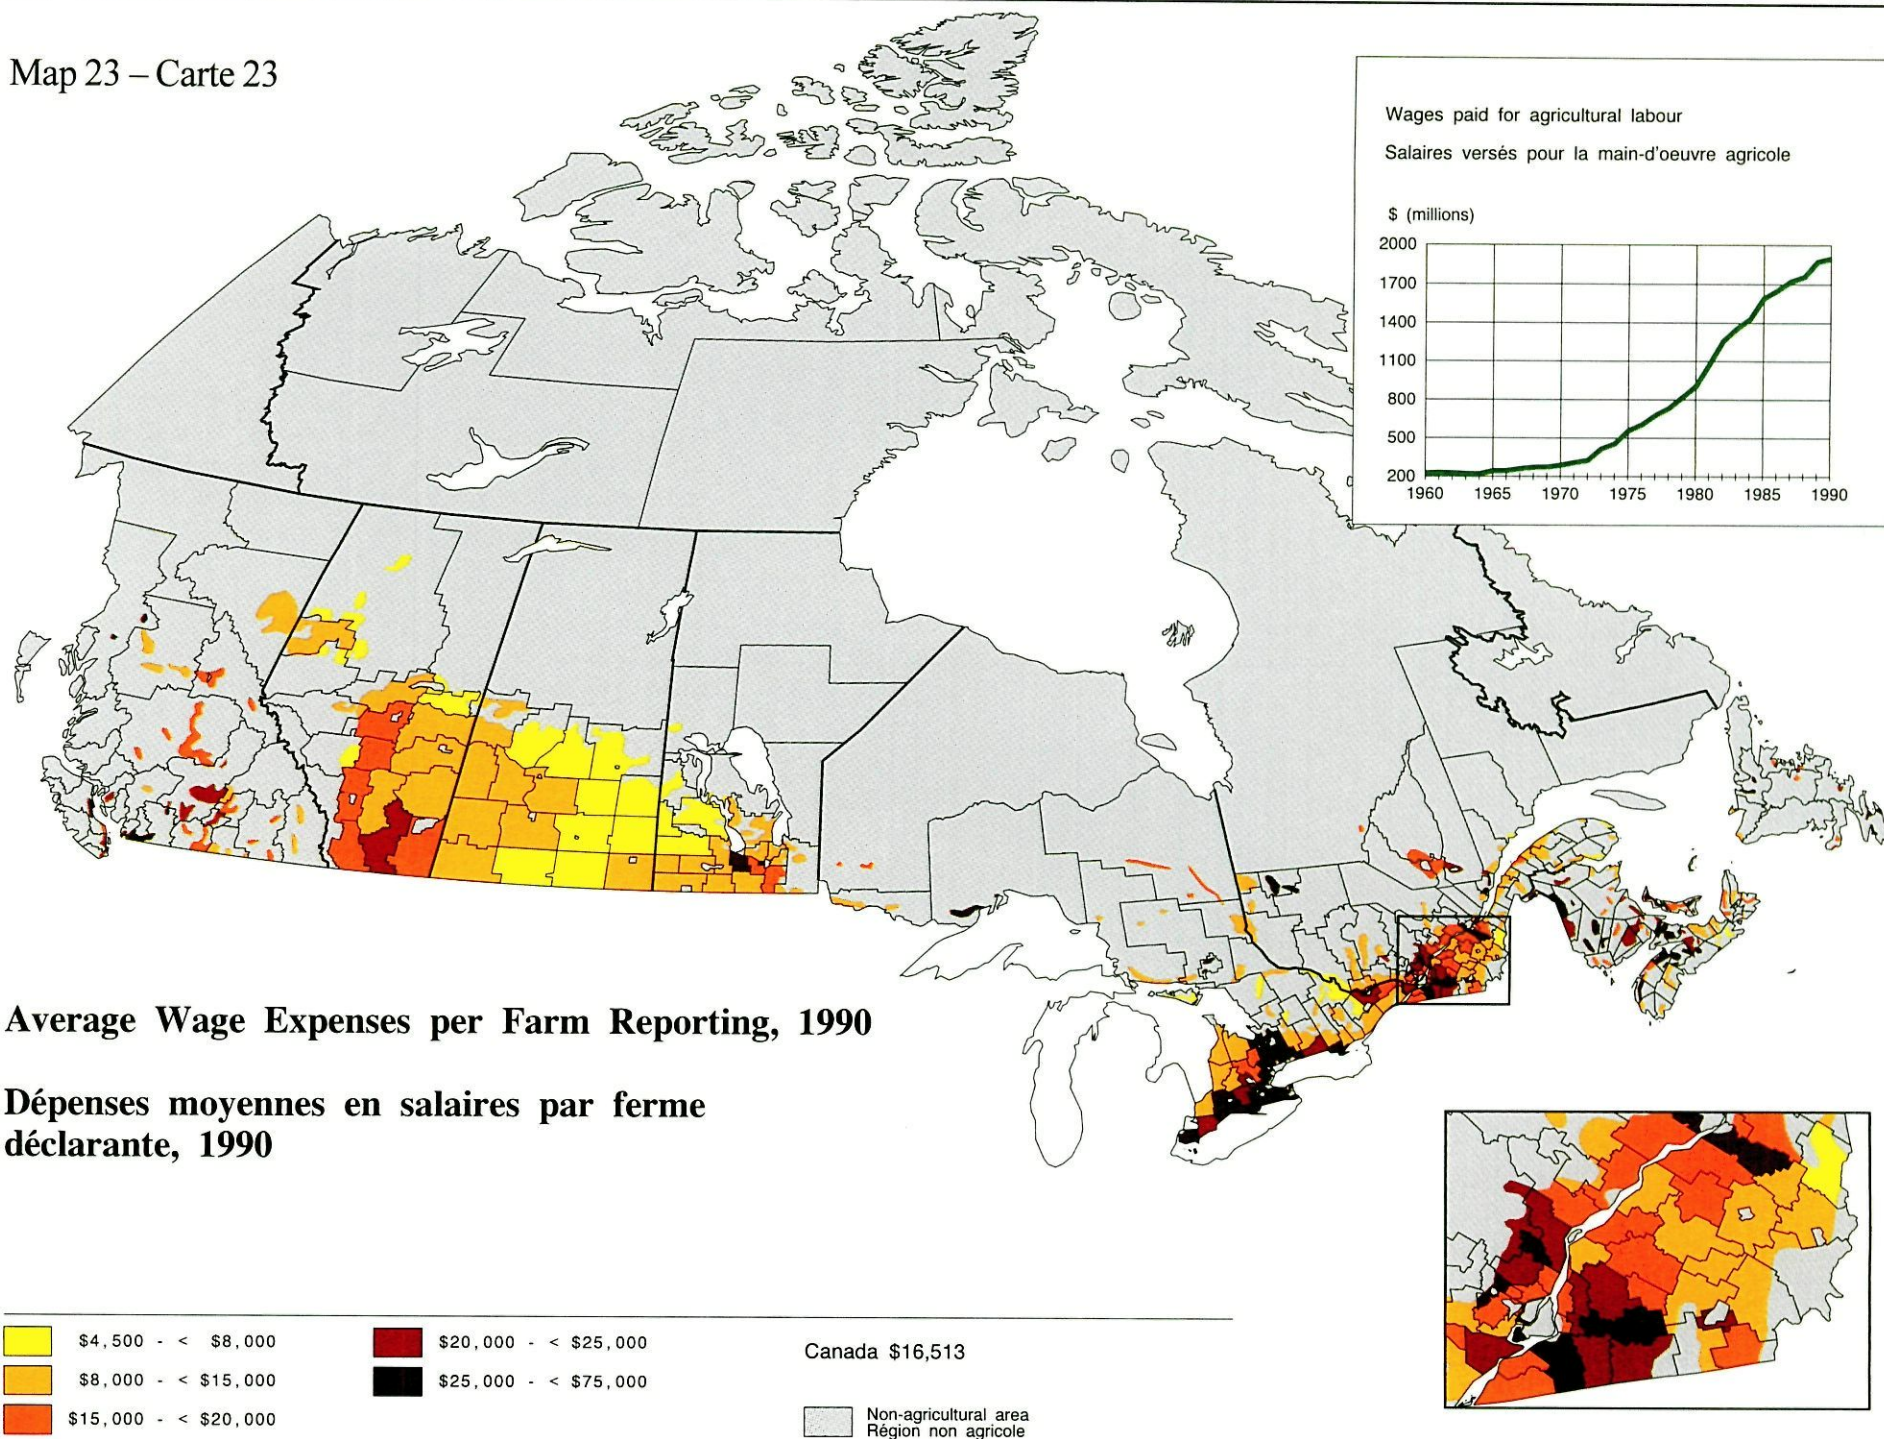 Map 23 – Carte 23
Wages paid for agricultural labour
Salaires versés pour la main-d'oeuvre agricole
$ (millions)
2000
1700
1400
1100
800
500
200
1960 1965 1970 1975 1980 1985 1990
Average Wage Expenses per Farm Reporting, 1990
Dépenses moyennes en salaires par ferme
déclarante, 1990
$4,500 - < $8,000
$8,000 - < $15,000
$15,000 - < $20,000
$20,000 - < $25,000
$25,000 - < $75,000
Canada $16,513
Non-agricultural area
Région non agricole